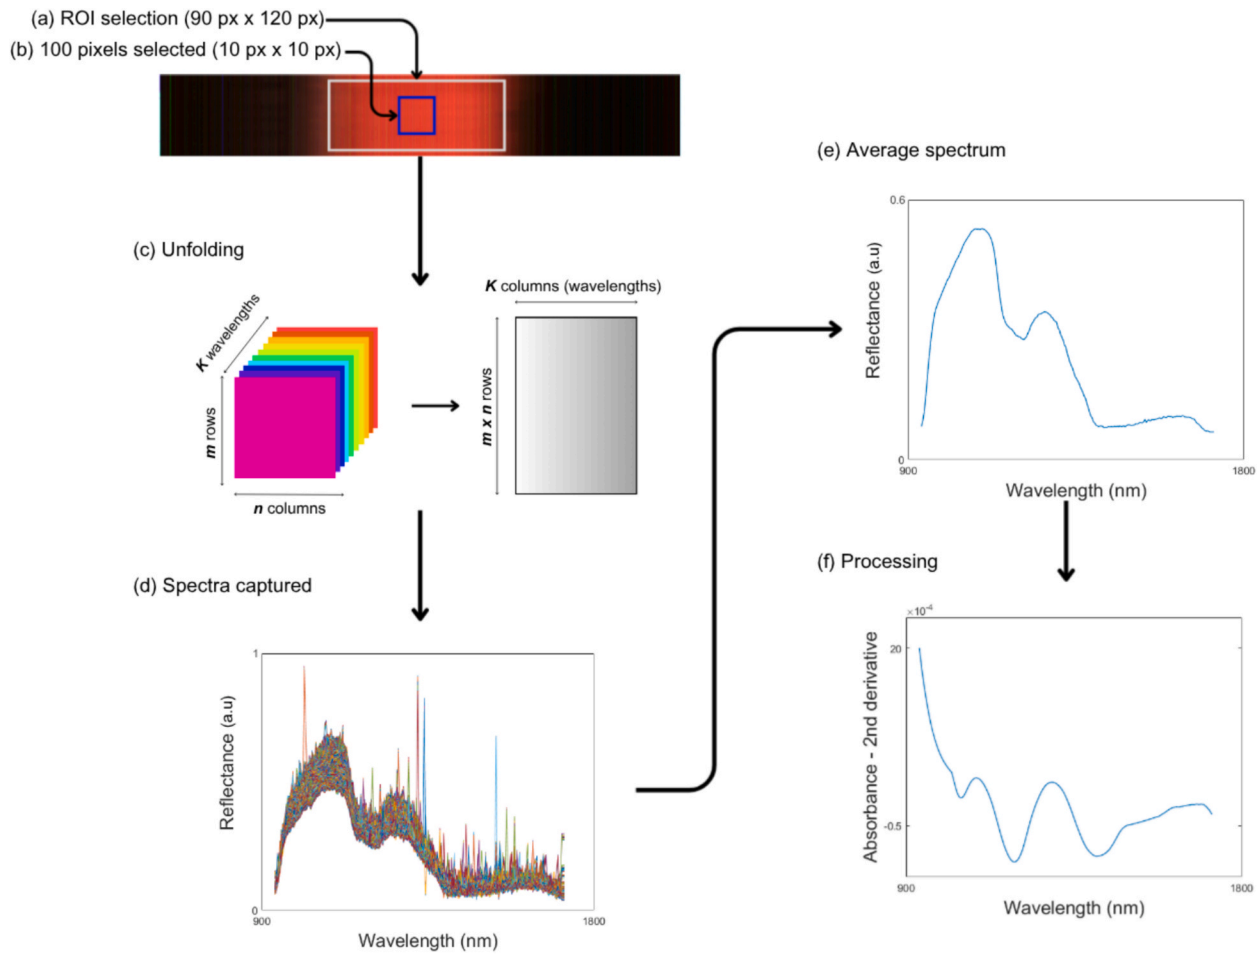 (a) ROI selection (90 px x 120 px)
(b) 100 pixels selected (10 px x 10 px)
(c) Unfolding
K wavelengths
m rows
n columns
K columns (wavelengths)
m x n rows
(d) Spectra captured
1
Reflectance (a.u)
0
900
1800
Wavelength (nm)
(e) Average spectrum
0.6
Reflectance (a.u)
0
900
1800
Wavelength (nm)
(f) Processing
×10⁻⁴
20
Absorbance - 2nd derivative
-0.5
900
1800
Wavelength (nm)